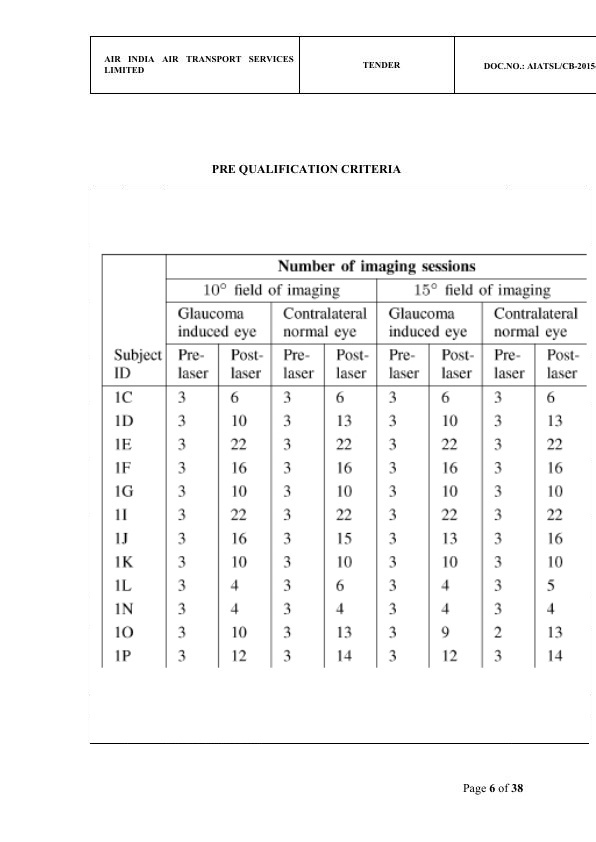 AIR INDIA AIR TRANSPORT SERVICES
LIMITED
TENDER
DOC.NO.: AIATSL/CB-2015-
PRE QUALIFICATION CRITERIA
Number of imaging sessions
10° field of imaging 15° field of imaging
Glaucoma Contralateral Glaucoma Contralateral
induced eye normal eye induced eye normal eye
Subject Pre- Post- Pre- Post- Pre- Post- Pre- Post-
ID laser laser laser laser laser laser laser laser
1C 3 6 3 6 3 6 3 6
1D 3 10 3 13 3 10 3 13
1E 3 22 3 22 3 22 3 22
1F 3 16 3 16 3 16 3 16
1G 3 10 3 10 3 10 3 10
1I 3 22 3 22 3 22 3 22
1J 3 16 3 15 3 13 3 16
1K 3 10 3 10 3 10 3 10
1L 3 4 3 6 3 4 3 5
1N 3 4 3 4 3 4 3 4
1O 3 10 3 13 3 9 2 13
1P 3 12 3 14 3 12 3 14
Page 6 of 38